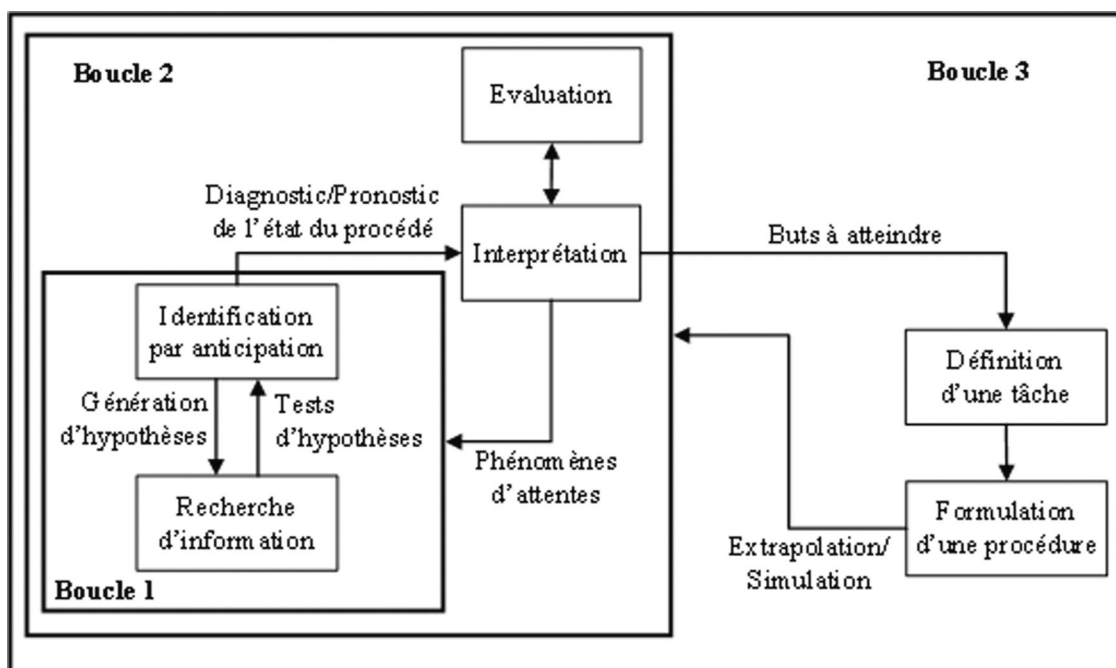 Boucle 2
Boucle 3
Evaluation
Diagnostic/Pronostic
de l'état du procédé
Interprétation
Buts à atteindre
Identification
par anticipation
Génération
d'hypothèses
Tests
d'hypothèses
Recherche
d'information
Boucle 1
Phénomènes
d'attentes
Définition
d'une tâche
Formulation
d'une procédure
Extrapolation/
Simulation